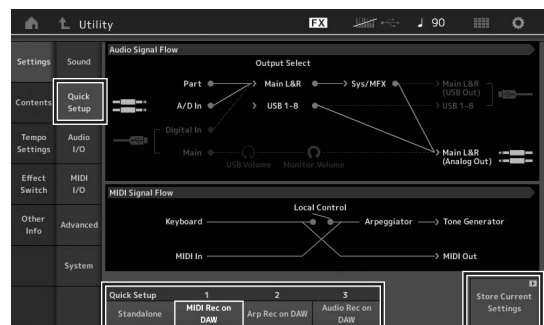 Utility
FX
90
Settings
Sound
Contents
Quick Setup
Tempo Settings
Audio I/O
Effect Switch
MIDI I/O
Other Info
Advanced
System
Audio Signal Flow
Output Select
Part
Main L&R
Sys/MFX
Main L&R (USB Out)
A/D In
USB 1-8
USB 1-8
Digital In
Main
USB Volume
Monitor Volume
Main L&R (Analog Out)
MIDI Signal Flow
Local Control
Keyboard
Arpeggiator
Tone Generator
MIDI In
MIDI Out
Quick Setup
1
2
3
Standalone
MIDI Rec on DAW
Arp Rec on DAW
Audio Rec on DAW
Store Current Settings